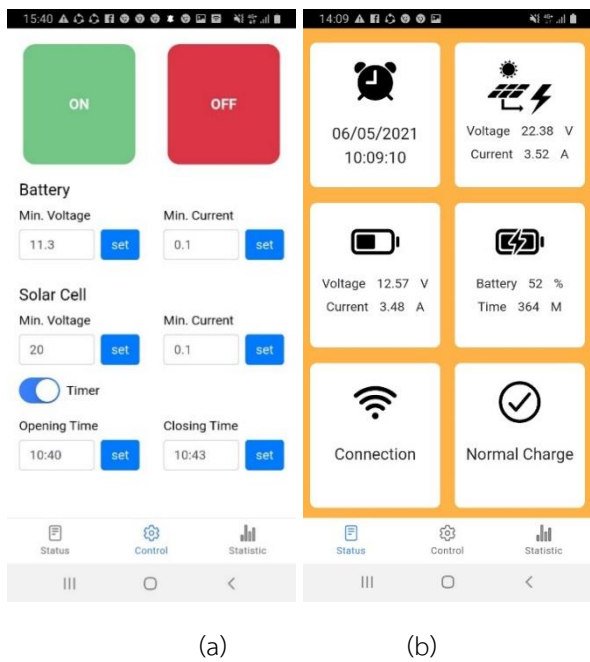 15:40
ON OFF
Battery
Min. Voltage Min. Current
11.3 set 0.1 set
Solar Cell
Min. Voltage Min. Current
20 set 0.1 set
Timer
Opening Time Closing Time
10:40 set 10:43 set
Status Control Statistic
(a)
14:09
06/05/2021
10:09:10
Voltage 22.38 V
Current 3.52 A
Voltage 12.57 V
Current 3.48 A
Battery 52 %
Time 364 M
Connection
Normal Charge
Status Control Statistic
(b)